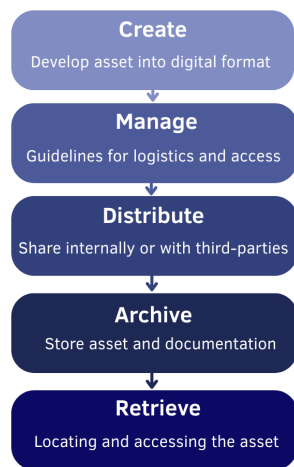 Create
Develop asset into digital format
Manage
Guidelines for logistics and access
Distribute
Share internally or with third-parties
Archive
Store asset and documentation
Retrieve
Locating and accessing the asset